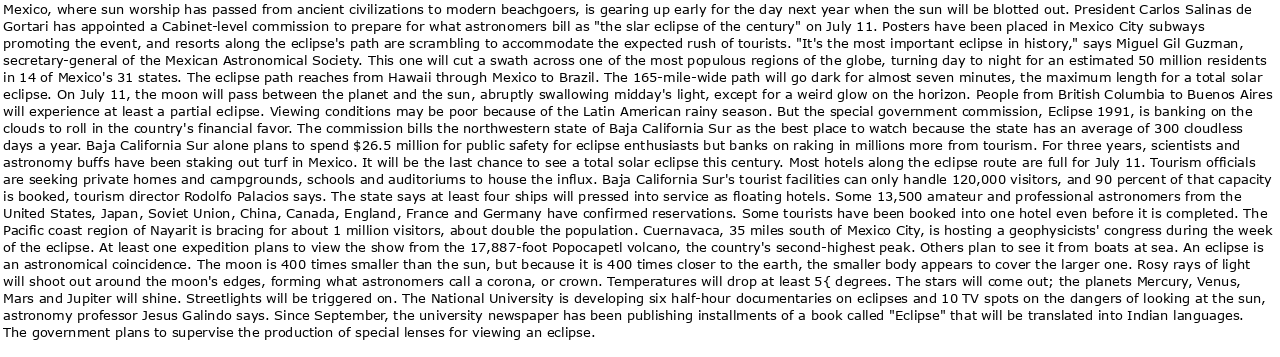 Mexico, where sun worship has passed from ancient civilizations to modern beachgoers, is gearing up early for the day next year when the sun will be blotted out. President Carlos Salinas de
Gortari has appointed a Cabinet-level commission to prepare for what astronomers bill as "the slar eclipse of the century" on July 11. Posters have been placed in Mexico City subways
promoting the event, and resorts along the eclipse's path are scrambling to accommodate the expected rush of tourists. "It's the most important eclipse in history," says Miguel Gil Guzman,
secretary-general of the Mexican Astronomical Society. This one will cut a swath across one of the most populous regions of the globe, turning day to night for an estimated 50 million residents
in 14 of Mexico's 31 states. The eclipse path reaches from Hawaii through Mexico to Brazil. The 165-mile-wide path will go dark for almost seven minutes, the maximum length for a total solar
eclipse. On July 11, the moon will pass between the planet and the sun, abruptly swallowing midday's light, except for a weird glow on the horizon. People from British Columbia to Buenos Aires
will experience at least a partial eclipse. Viewing conditions may be poor because of the Latin American rainy season. But the special government commission, Eclipse 1991, is banking on the
clouds to roll in the country's financial favor. The commission bills the northwestern state of Baja California Sur as the best place to watch because the state has an average of 300 cloudless
days a year. Baja California Sur alone plans to spend $26.5 million for public safety for eclipse enthusiasts but banks on raking in millions more from tourism. For three years, scientists and
astronomy buffs have been staking out turf in Mexico. It will be the last chance to see a total solar eclipse this century. Most hotels along the eclipse route are full for July 11. Tourism officials
are seeking private homes and campgrounds, schools and auditoriums to house the influx. Baja California Sur's tourist facilities can only handle 120,000 visitors, and 90 percent of that capacity
is booked, tourism director Rodolfo Palacios says. The state says at least four ships will pressed into service as floating hotels. Some 13,500 amateur and professional astronomers from the
United States, Japan, Soviet Union, China, Canada, England, France and Germany have confirmed reservations. Some tourists have been booked into one hotel even before it is completed. The
Pacific coast region of Nayarit is bracing for about 1 million visitors, about double the population. Cuernavaca, 35 miles south of Mexico City, is hosting a geophysicists' congress during the week
of the eclipse. At least one expedition plans to view the show from the 17,887-foot Popocapetl volcano, the country's second-highest peak. Others plan to see it from boats at sea. An eclipse is
an astronomical coincidence. The moon is 400 times smaller than the sun, but because it is 400 times closer to the earth, the smaller body appears to cover the larger one. Rosy rays of light
will shoot out around the moon's edges, forming what astronomers call a corona, or crown. Temperatures will drop at least 5{ degrees. The stars will come out; the planets Mercury, Venus,
Mars and Jupiter will shine. Streetlights will be triggered on. The National University is developing six half-hour documentaries on eclipses and 10 TV spots on the dangers of looking at the sun,
astronomy professor Jesus Galindo says. Since September, the university newspaper has been publishing installments of a book called "Eclipse" that will be translated into Indian languages.
The government plans to supervise the production of special lenses for viewing an eclipse.